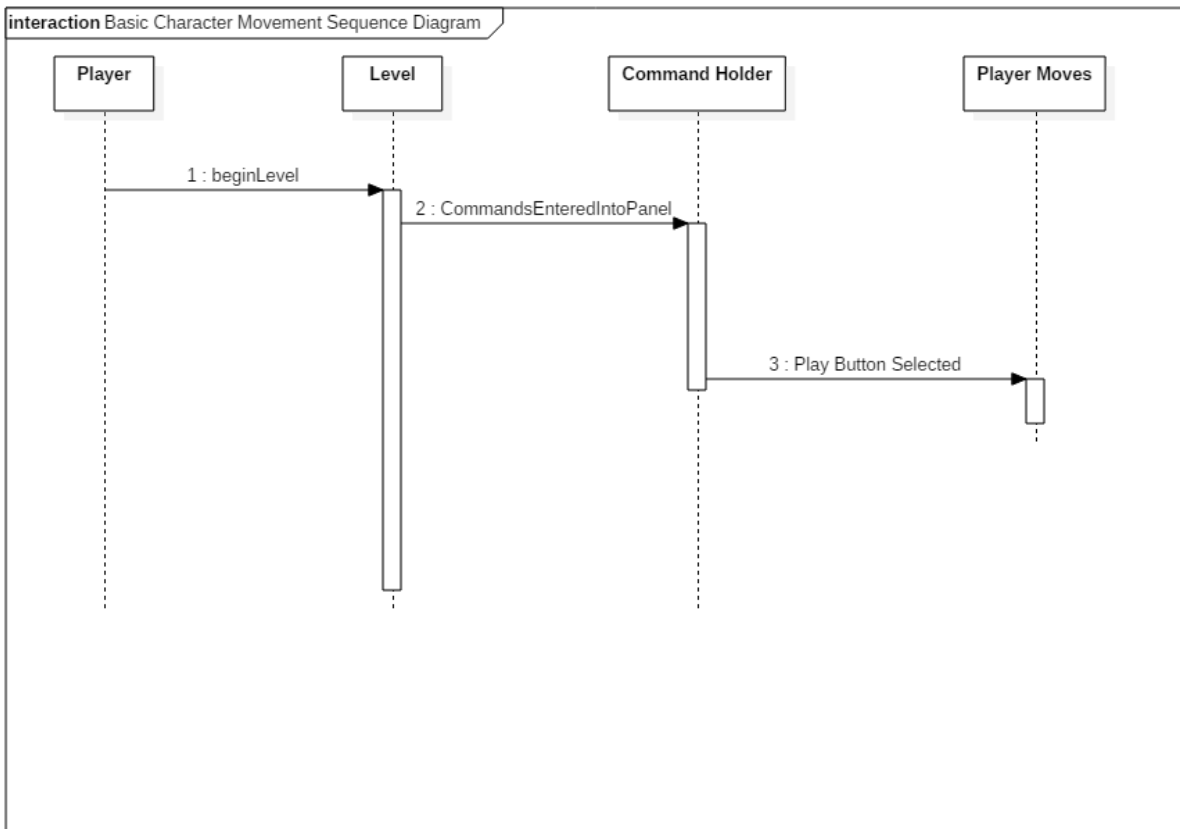 interaction Basic Character Movement Sequence Diagram
Player
Level
Command Holder
Player Moves
1 : beginLevel
2 : CommandsEnteredIntoPanel
3 : Play Button Selected